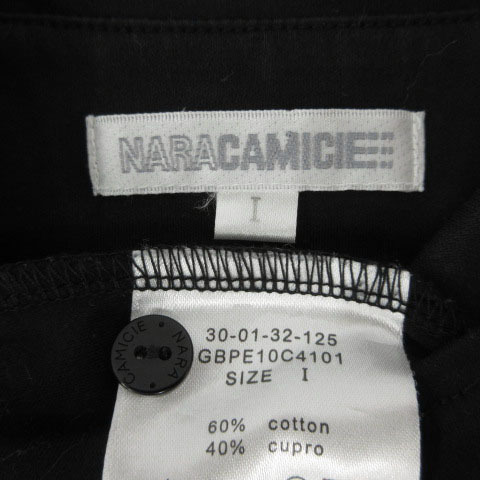 NARACAMICIE
I
30-01-32-125
GBPE10C4101
SIZE I
60% cotton
40% cupro
NARA
CAMICIE